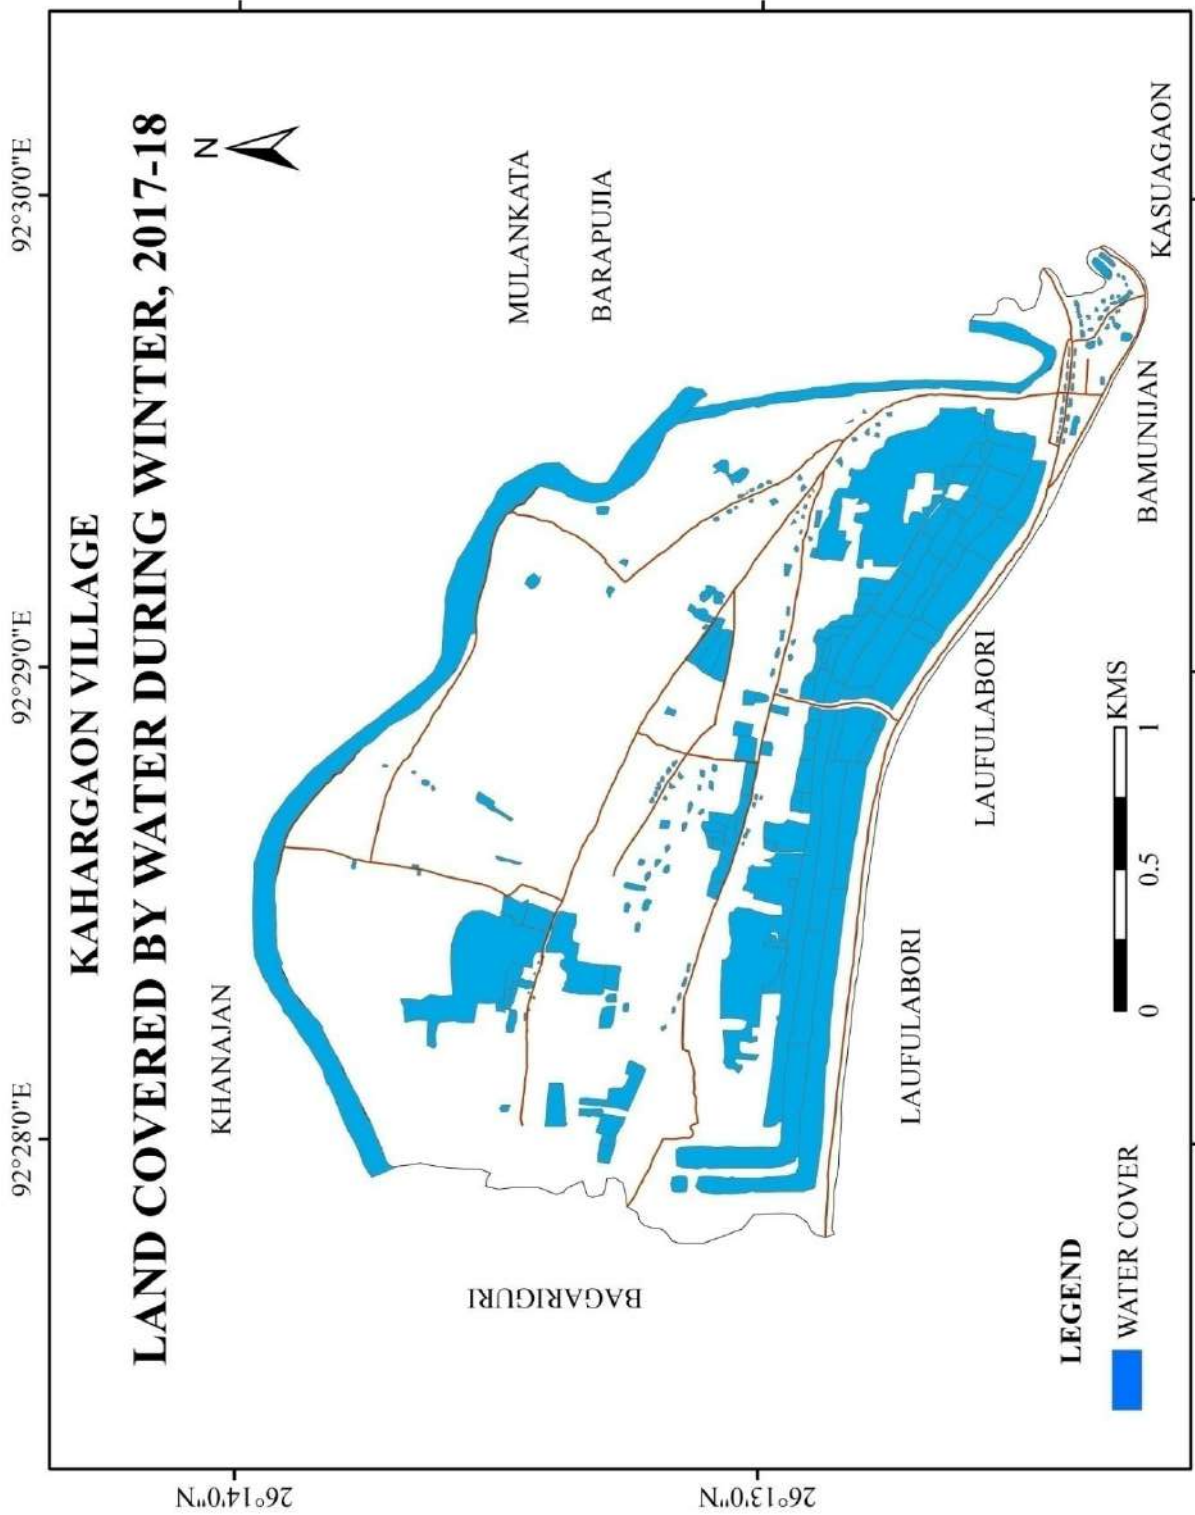 KAHARGAON VILLAGE
LAND COVERED BY WATER DURING WINTER, 2017-18
92°28'0"E
92°29'0"E
92°30'0"E
26°14'0"N
26°13'0"N
N
KHANAJAN
MULANKATA
BARAPUJIA
BAGARIGURI
LAUFULABORI
LAUFULABORI
BAMUNIJAN
KASUAGAON
LEGEND
WATER COVER
0 0.5 1
KMS